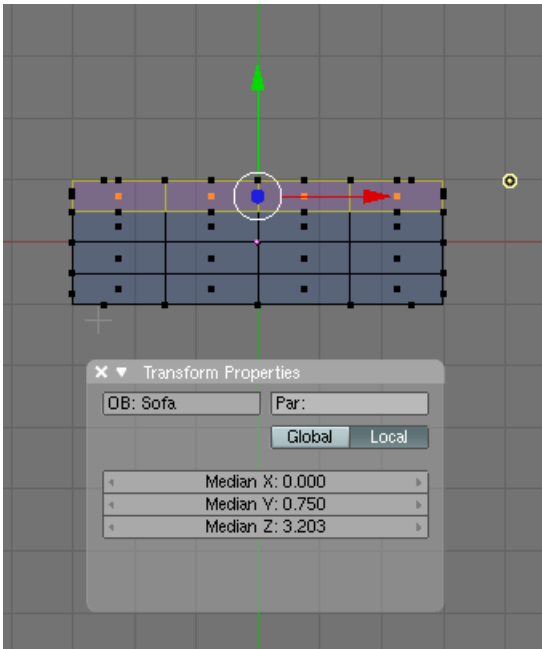 Transform Properties
OB: Sofa Par:
Global Local
Median X: 0.000
Median Y: 0.750
Median Z: 3.203